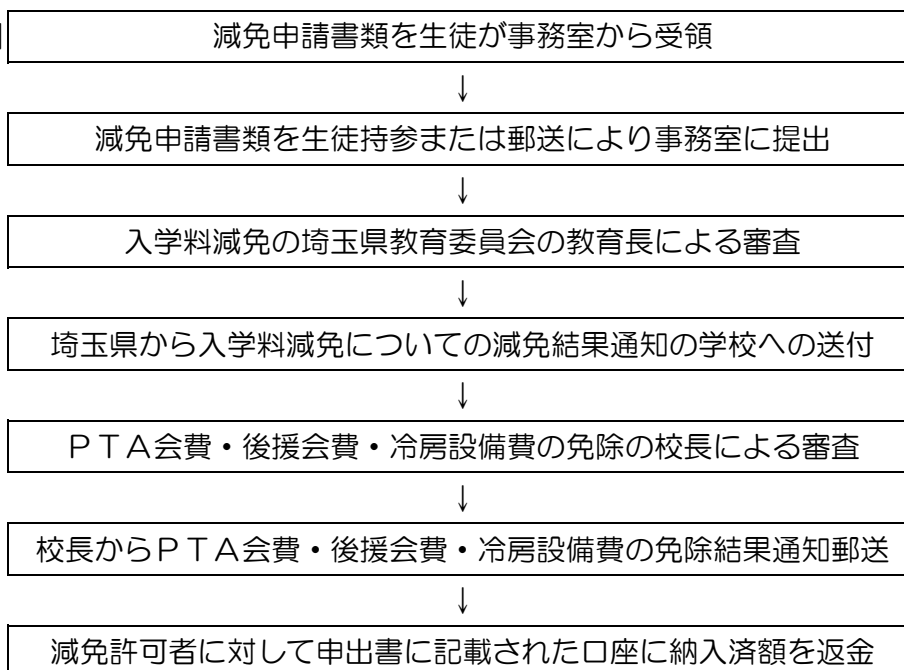 減免申請書類を生徒が事務室から受領
↓
減免申請書類を生徒持参または郵送により事務室に提出
↓
入学料減免の埼玉県教育委員会の教育長による審査
↓
埼玉県から入学料減免についての減免結果通知の学校への送付
↓
ＰＴＡ会費・後援会費・冷房設備費の免除の校長による審査
↓
校長からＰＴＡ会費・後援会費・冷房設備費の免除結果通知郵送
↓
減免許可者に対して申出書に記載された口座に納入済額を返金